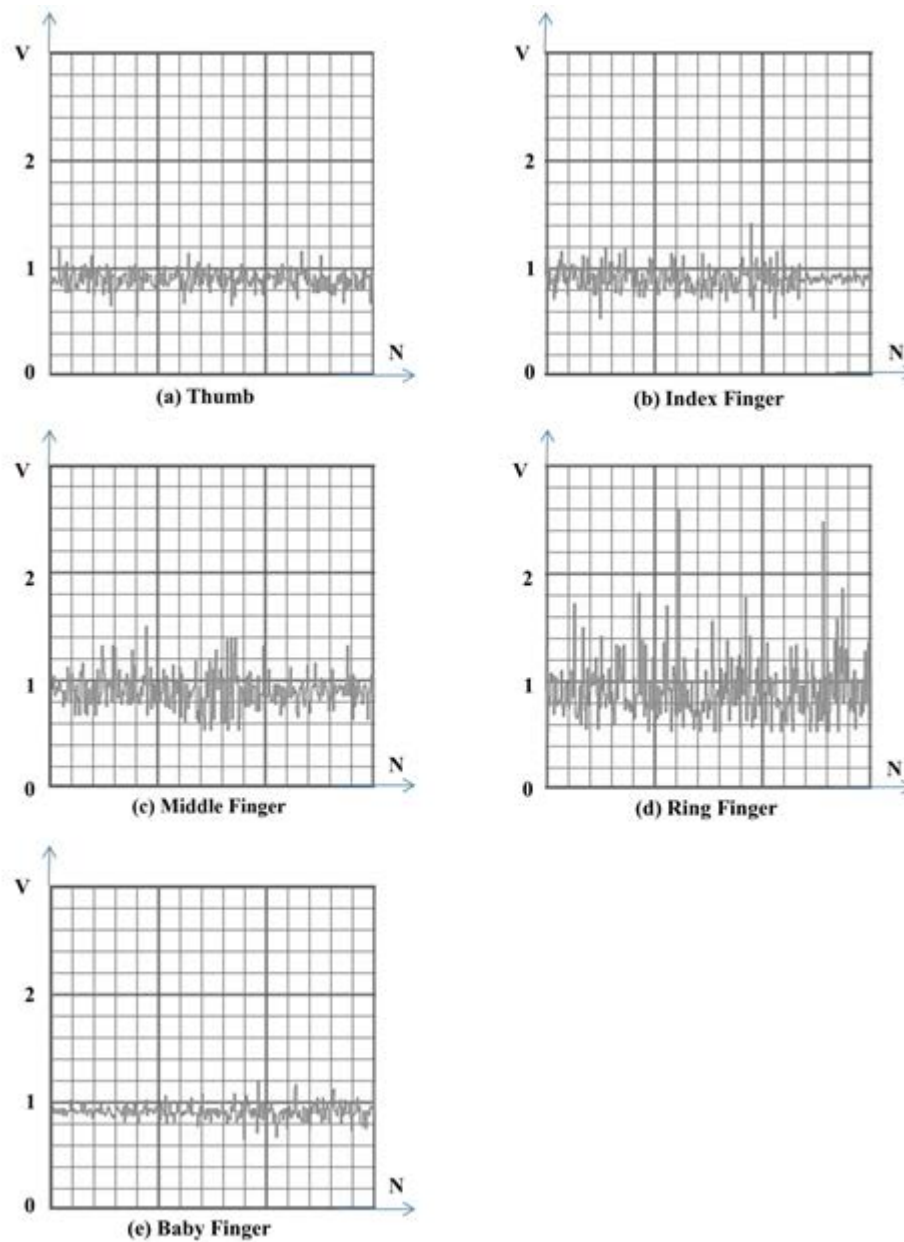 V
2
1
0
N
(a) Thumb
V
2
1
0
N
(b) Index Finger
V
2
1
0
N
(c) Middle Finger
V
2
1
0
N
(d) Ring Finger
V
2
1
0
N
(e) Baby Finger